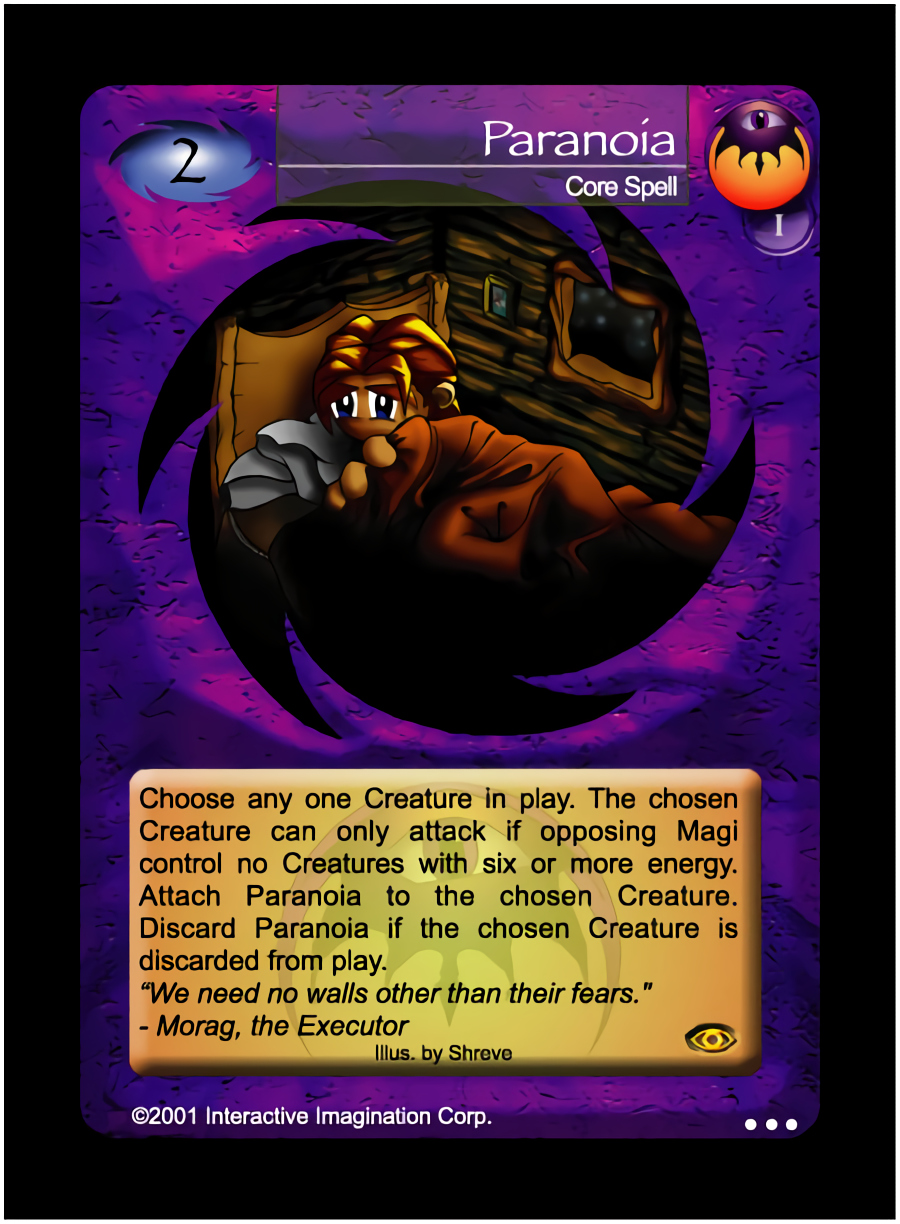 2
Paranoia
Core Spell
I
Choose any one Creature in play. The chosen
Creature can only attack if opposing Magi
control no Creatures with six or more energy.
Attach Paranoia to the chosen Creature.
Discard Paranoia if the chosen Creature is
discarded from play.
“We need no walls other than their fears."
- Morag, the Executor
Illus. by Shreve
©2001 Interactive Imagination Corp.